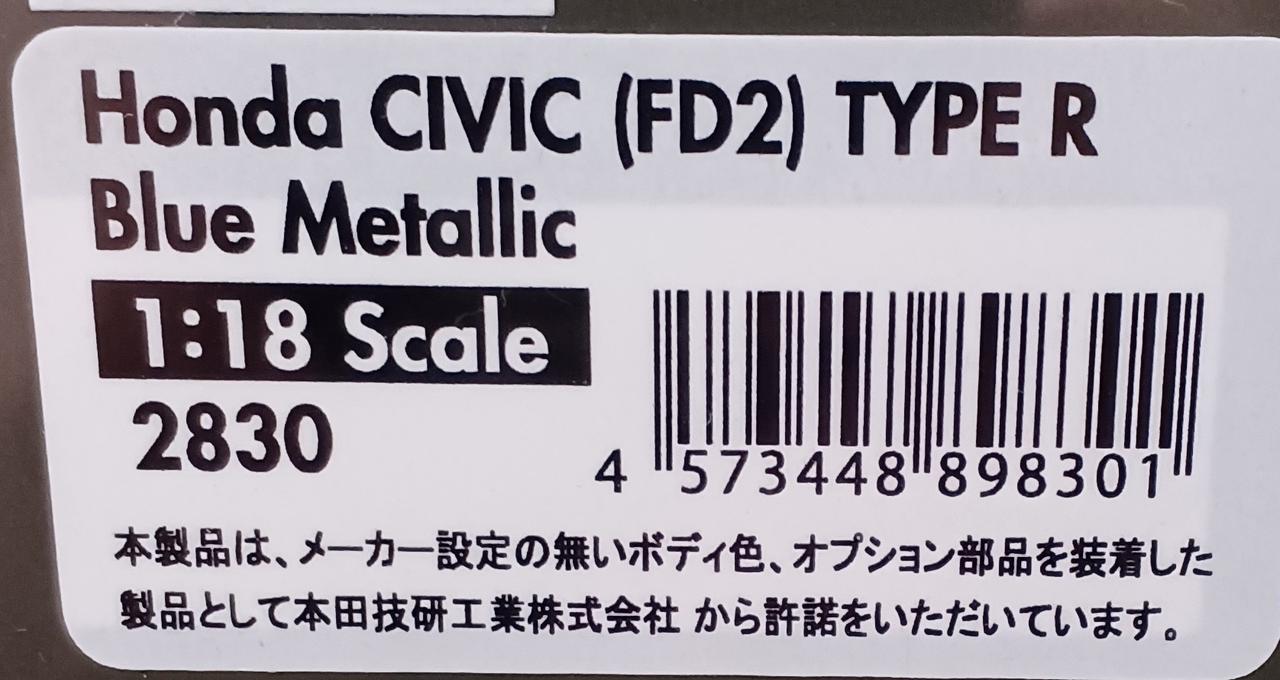 Honda CIVIC (FD2) TYPE R
Blue Metallic
1:18 Scale
2830
4 573448 898301
本製品は、メーカー設定の無いボディ色、オプション部品を装着した
製品として本田技研工業株式会社 から許諾をいただいています。